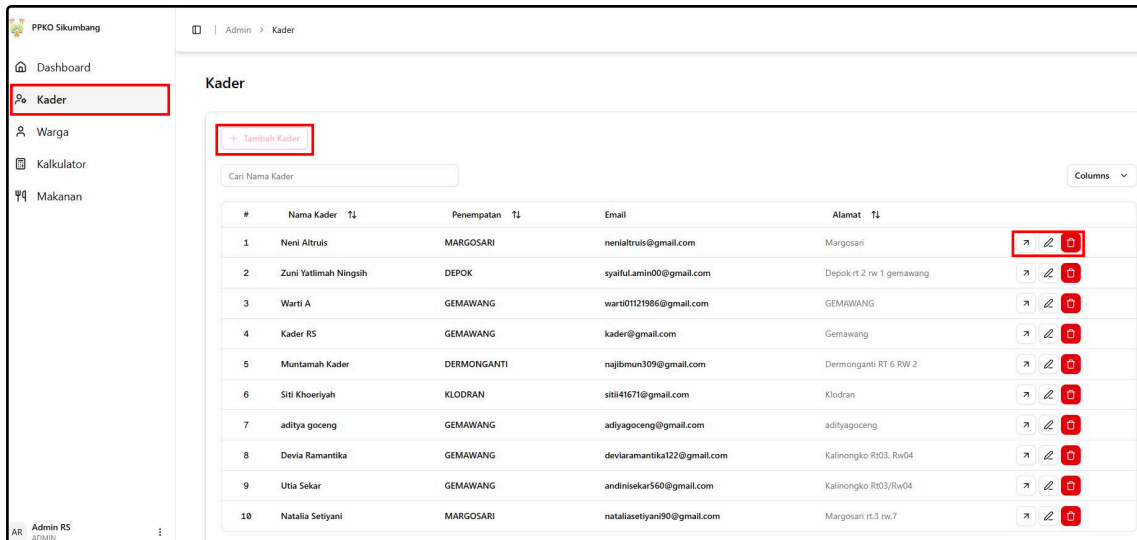 PPKO Sikumbang
Admin > Kader
Dashboard
Kader
Warga
Kalkulator
Makanan
Kader
+ Tambah Kader
Cari Nama Kader
Columns
# Nama Kader Penempatan Email Alamat
1 Neni Altruis MARGOSARI nenialtruis@gmail.com Margosari
2 Zuni Yatlimah Ningsih DEPOK syaiful.amin00@gmail.com Depok rt 2 rw 1 gemawang
3 Warti A GEMAWANG warti01121986@gmail.com GEMAWANG
4 Kader RS GEMAWANG kader@gmail.com Gemawang
5 Muntamah Kader DERMONGANTI najibmun309@gmail.com Dermonganti RT 6 RW 2
6 Siti Khoeriyah KLODRAN sitii41671@gmail.com Klodran
7 aditya goceng GEMAWANG adiyagoceng@gmail.com adityagoceng
8 Devia Ramantika GEMAWANG deviaramantika122@gmail.com Kalinongko Rt03, Rw04
9 Utia Sekar GEMAWANG andinisekar560@gmail.com Kalinongko Rt03/Rw04
10 Natalia Setiyani MARGOSARI nataliasetiyani90@gmail.com Margosari rt.3 rw.7
AR Admin RS
ADMIN